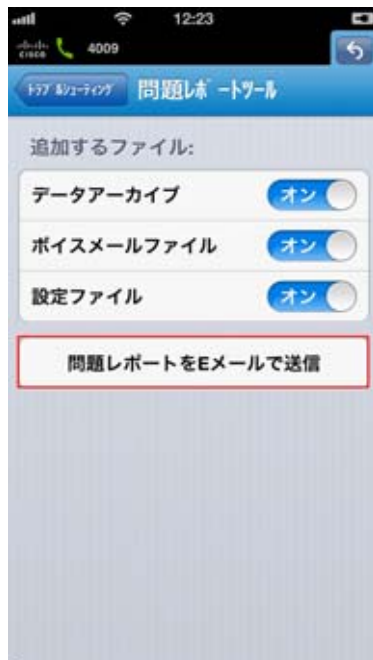 12:23
cisco 4009
ﾄﾗﾌﾞﾙｼｭｰﾃｨﾝｸﾞ 問題ﾚﾎﾟｰﾄﾂｰﾙ
追加するファイル:
データアーカイブ オン
ボイスメールファイル オン
設定ファイル オン
問題レポートをEメールで送信